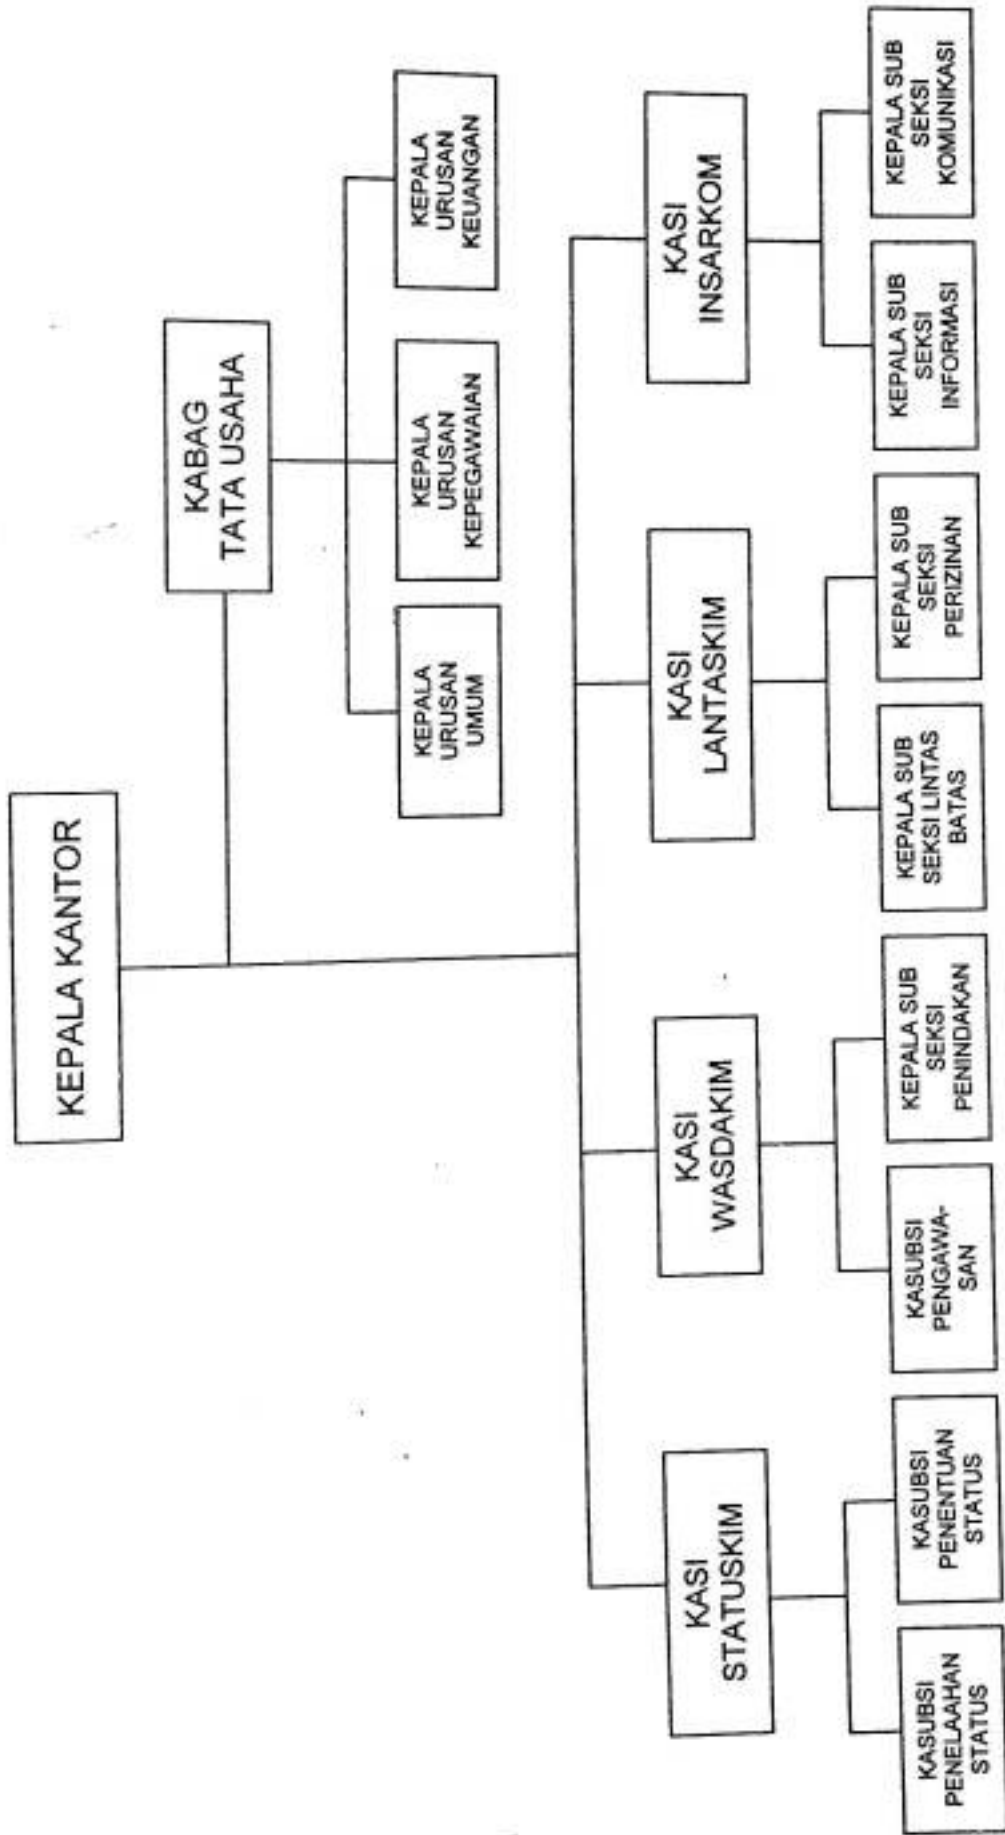 KEPALA KANTOR
KABAG
TATA USAHA
KEPALA
URUSAN
UMUM
KEPALA
URUSAN
KEPEGAWAIAN
KEPALA
URUSAN
KEUANGAN
KASI
STATUSKIM
KASI
WASDAKIM
KASI
LANTASKIM
KASI
INSARKOM
KASUBSI
PENELAAHAN
STATUS
KASUBSI
PENENTUAN
STATUS
KASUBSI
PENGAWA-
SAN
KEPALA SUB
SEKSI
PENINDAKAN
KEPALA SUB
SEKSI LINTAS
BATAS
KEPALA SUB
SEKSI
PERIZINAN
KEPALA SUB
SEKSI
INFORMASI
KEPALA SUB
SEKSI
KOMUNIKASI